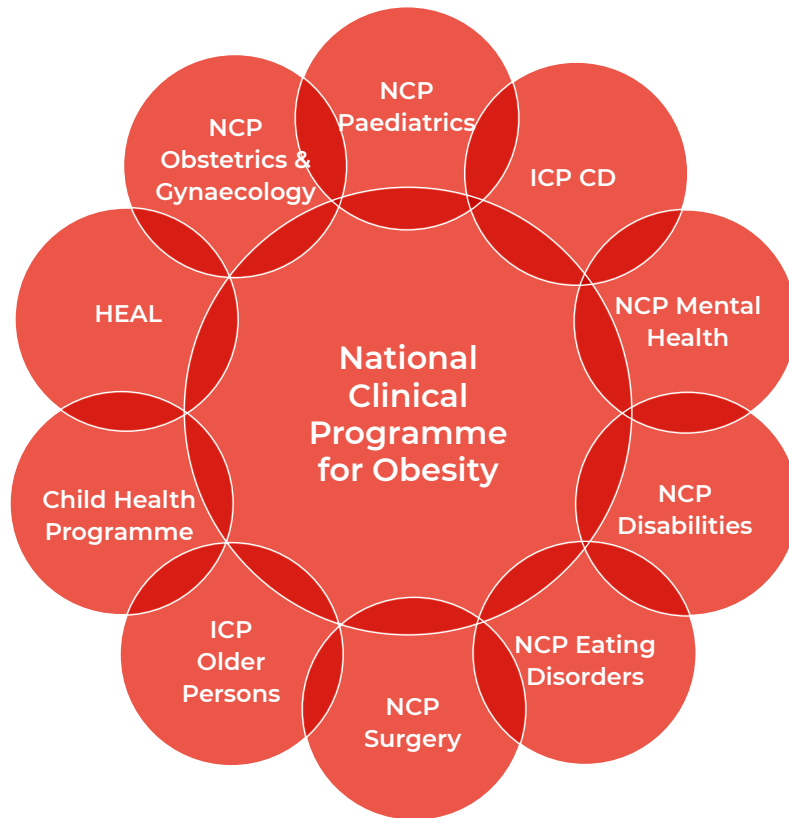 NCP
Paediatrics
ICP CD
NCP Mental
Health
NCP
Disabilities
NCP Eating
Disorders
NCP
Surgery
ICP
Older
Persons
Child Health
Programme
HEAL
NCP
Obstetrics &
Gynaecology
National
Clinical
Programme
for Obesity